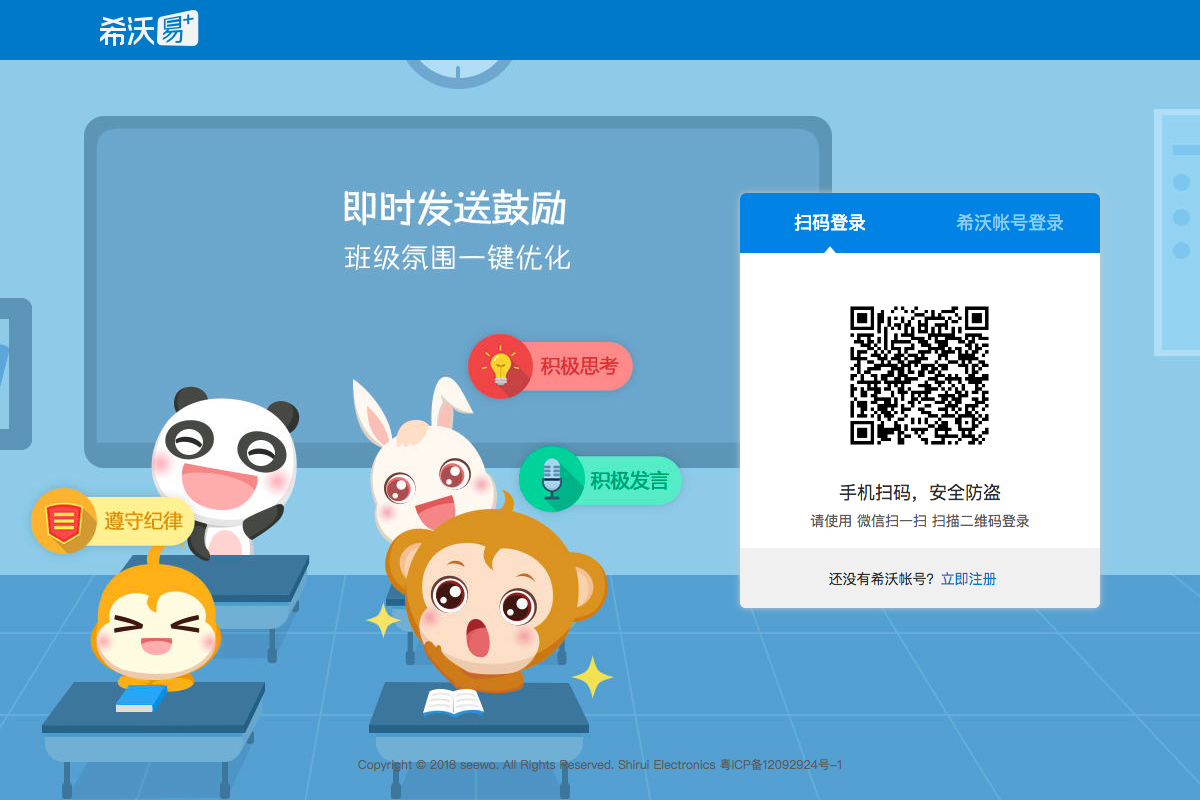 希沃易+
即时发送鼓励
班级氛围一键优化
扫码登录
希沃帐号登录
积极思考
积极发言
遵守纪律
手机扫码，安全防盗
请使用 微信扫一扫 扫描二维码登录
还没有希沃帐号? 立即注册
Copyright © 2018 seewo. All Rights Reserved. Shirui Electronics 粤ICP备12092924号-1